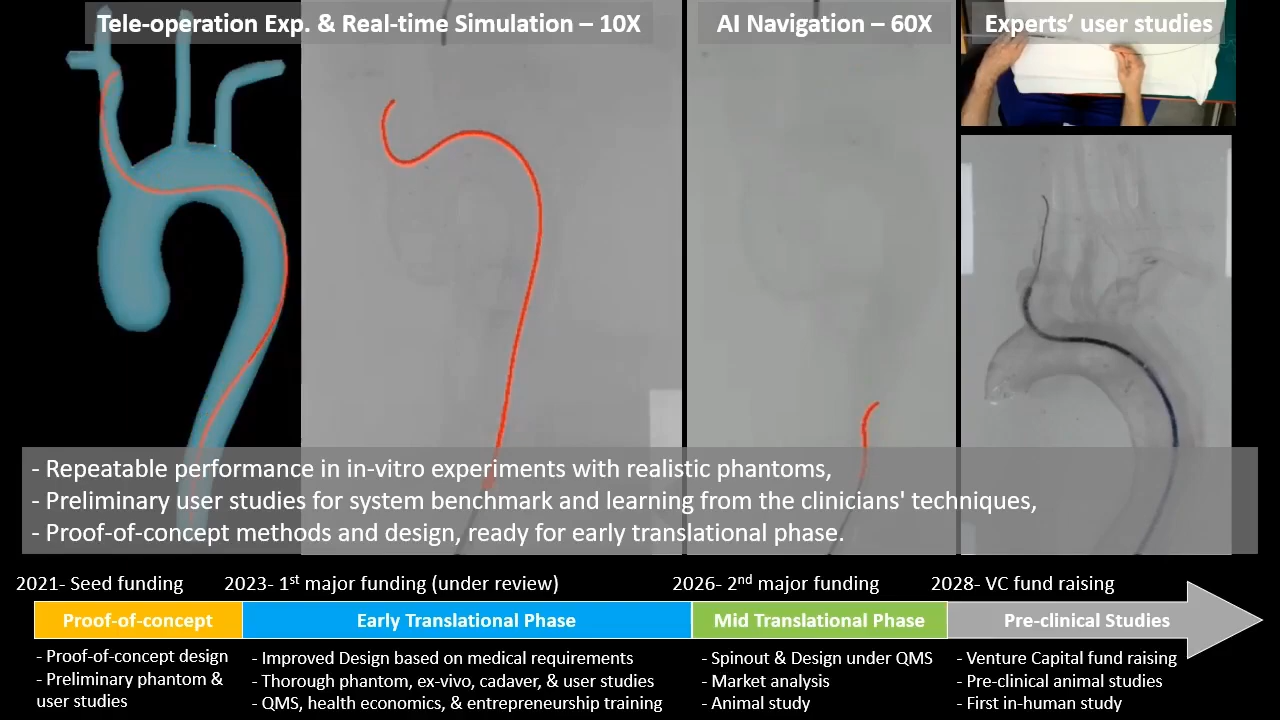 Tele-operation Exp. & Real-time Simulation – 10X
AI Navigation – 60X
Experts’ user studies
- Repeatable performance in in-vitro experiments with realistic phantoms,
- Preliminary user studies for system benchmark and learning from the clinicians' techniques,
- Proof-of-concept methods and design, ready for early translational phase.
2021- Seed funding
2023- 1st major funding (under review)
2026- 2nd major funding
2028- VC fund raising
Proof-of-concept
Early Translational Phase
Mid Translational Phase
Pre-clinical Studies
- Proof-of-concept design
- Preliminary phantom &
user studies
- Improved Design based on medical requirements
- Thorough phantom, ex-vivo, cadaver, & user studies
- QMS, health economics, & entrepreneurship training
- Spinout & Design under QMS
- Market analysis
- Animal study
- Venture Capital fund raising
- Pre-clinical animal studies
- First in-human study